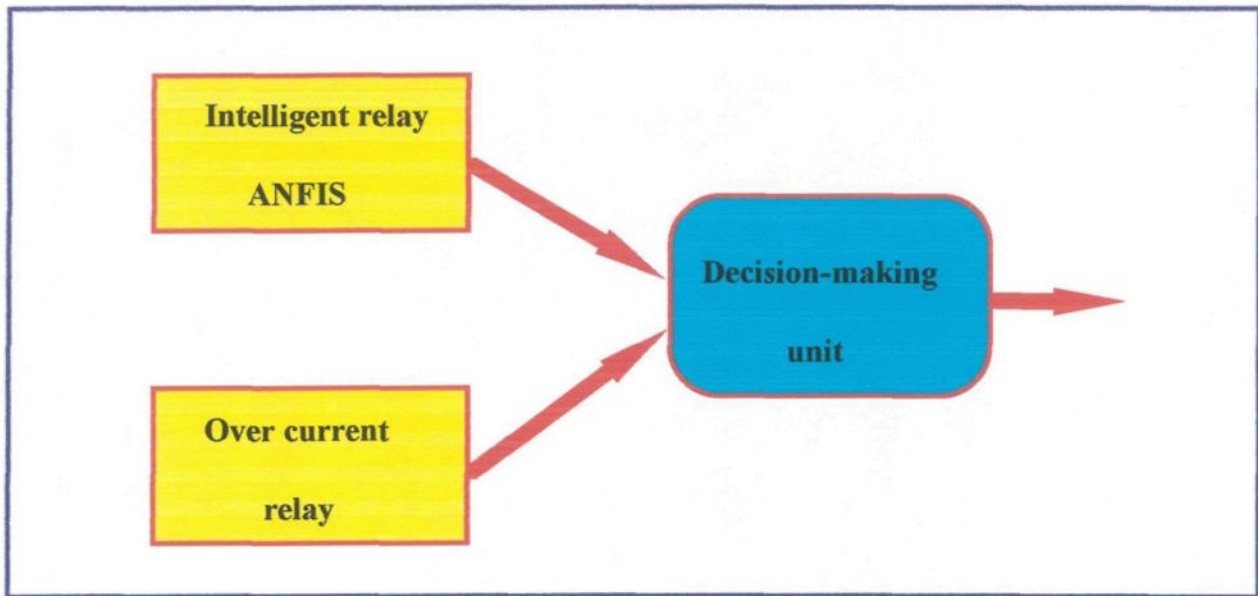 Intelligent relay
ANFIS
Decision-making
unit
Over current
relay